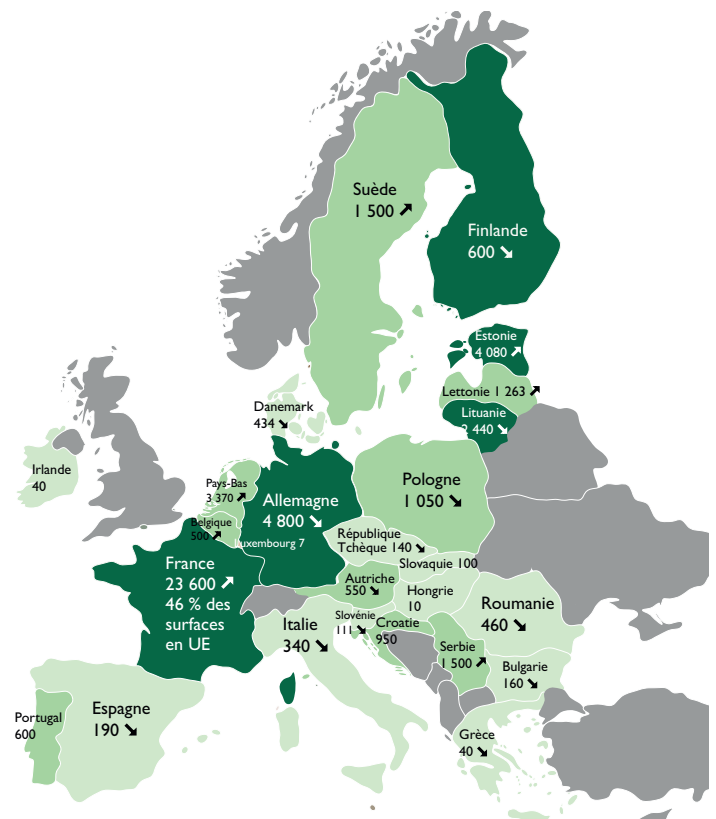 Suède
1 500 ➘
Finlande
600 ➘
Estonie
4 080 ➚
Lettonie 1 263 ➚
Lituanie
2 440 ➘
Danemark
434 ➘
Irlande
40
Pays-Bas
3 370 ➚
Belgique
500 ➚
Luxembourg 7
Allemagne
4 800 ➘
Pologne
1 050 ➘
République
Tchèque 140 ➘
Slovaquie 100
France
23 600 ➚
46 % des
surfaces
en UE
Autriche
550 ➘
Hongrie
10
Roumanie
460 ➘
Slovénie
111 ➘
Croatie
950
Italie
340 ➘
Serbie
1 500 ➚
Bulgarie
160 ➘
Espagne
190 ➘
Portugal
600
Grèce
40 ➘